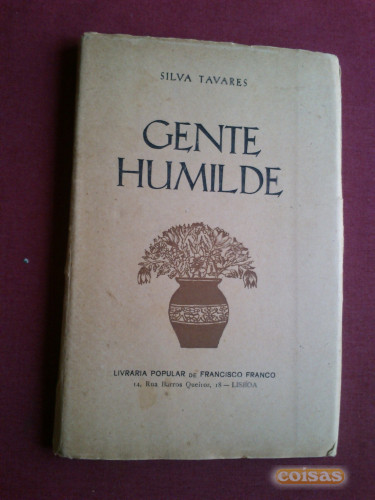 SILVA TAVARES
GENTE
HUMILDE
LIVRARIA POPULAR DE FRANCISCO FRANCO
14, Rua Barros Queiroz, 18 — LISBOA
coisas